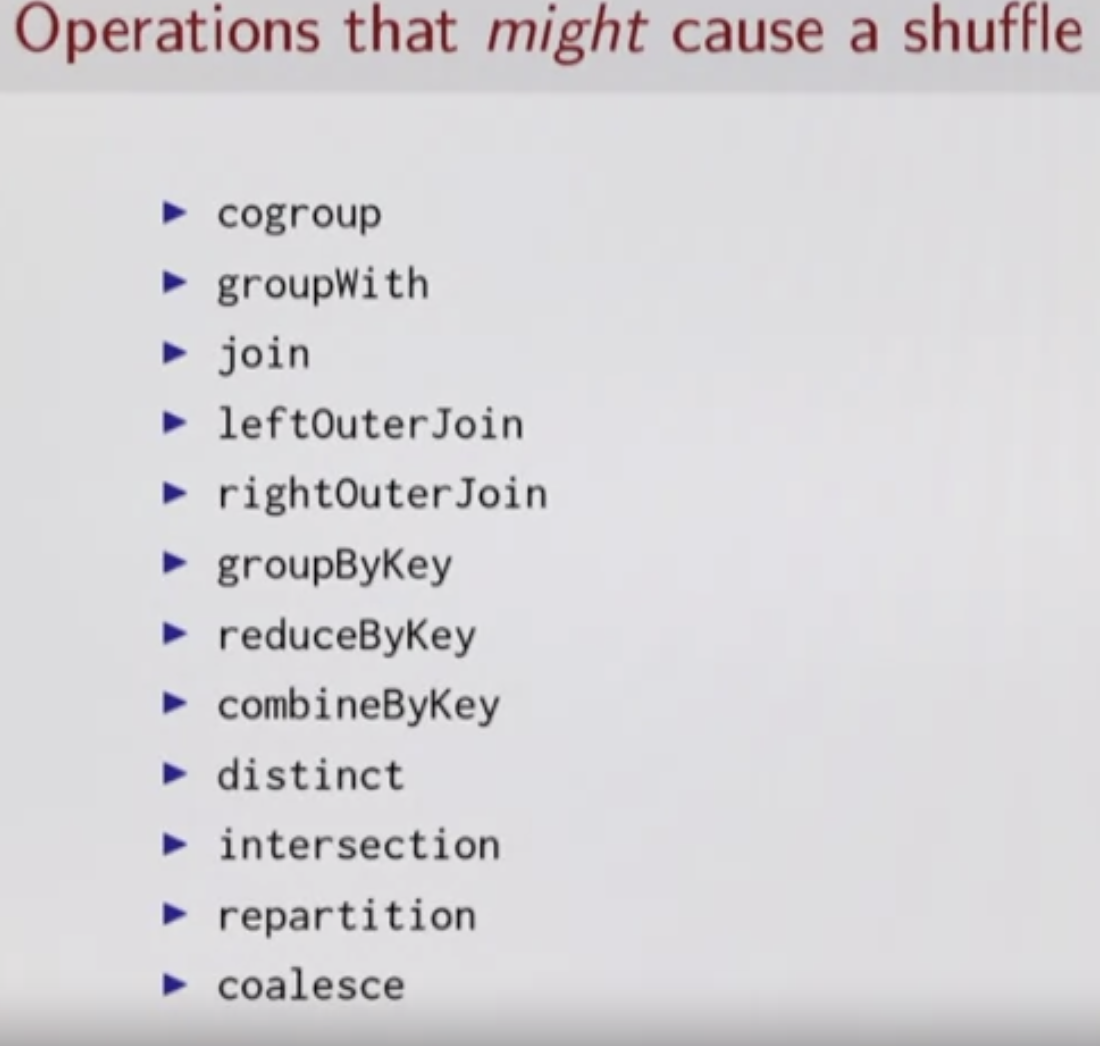 Operations that might cause a shuffle
▶ cogroup
▶ groupWith
▶ join
▶ leftOuterJoin
▶ rightOuterJoin
▶ groupByKey
▶ reduceByKey
▶ combineByKey
▶ distinct
▶ intersection
▶ repartition
▶ coalesce